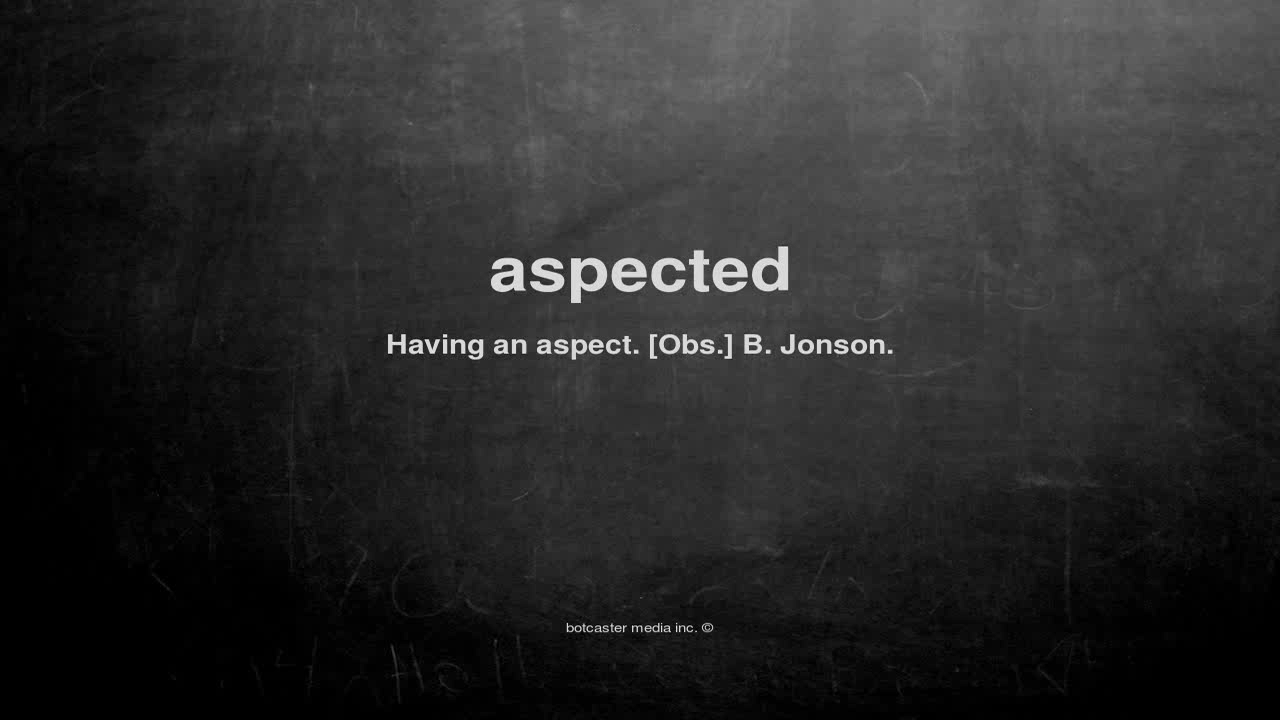 aspected
Having an aspect. [Obs.] B. Jonson.
botcaster media inc. ©